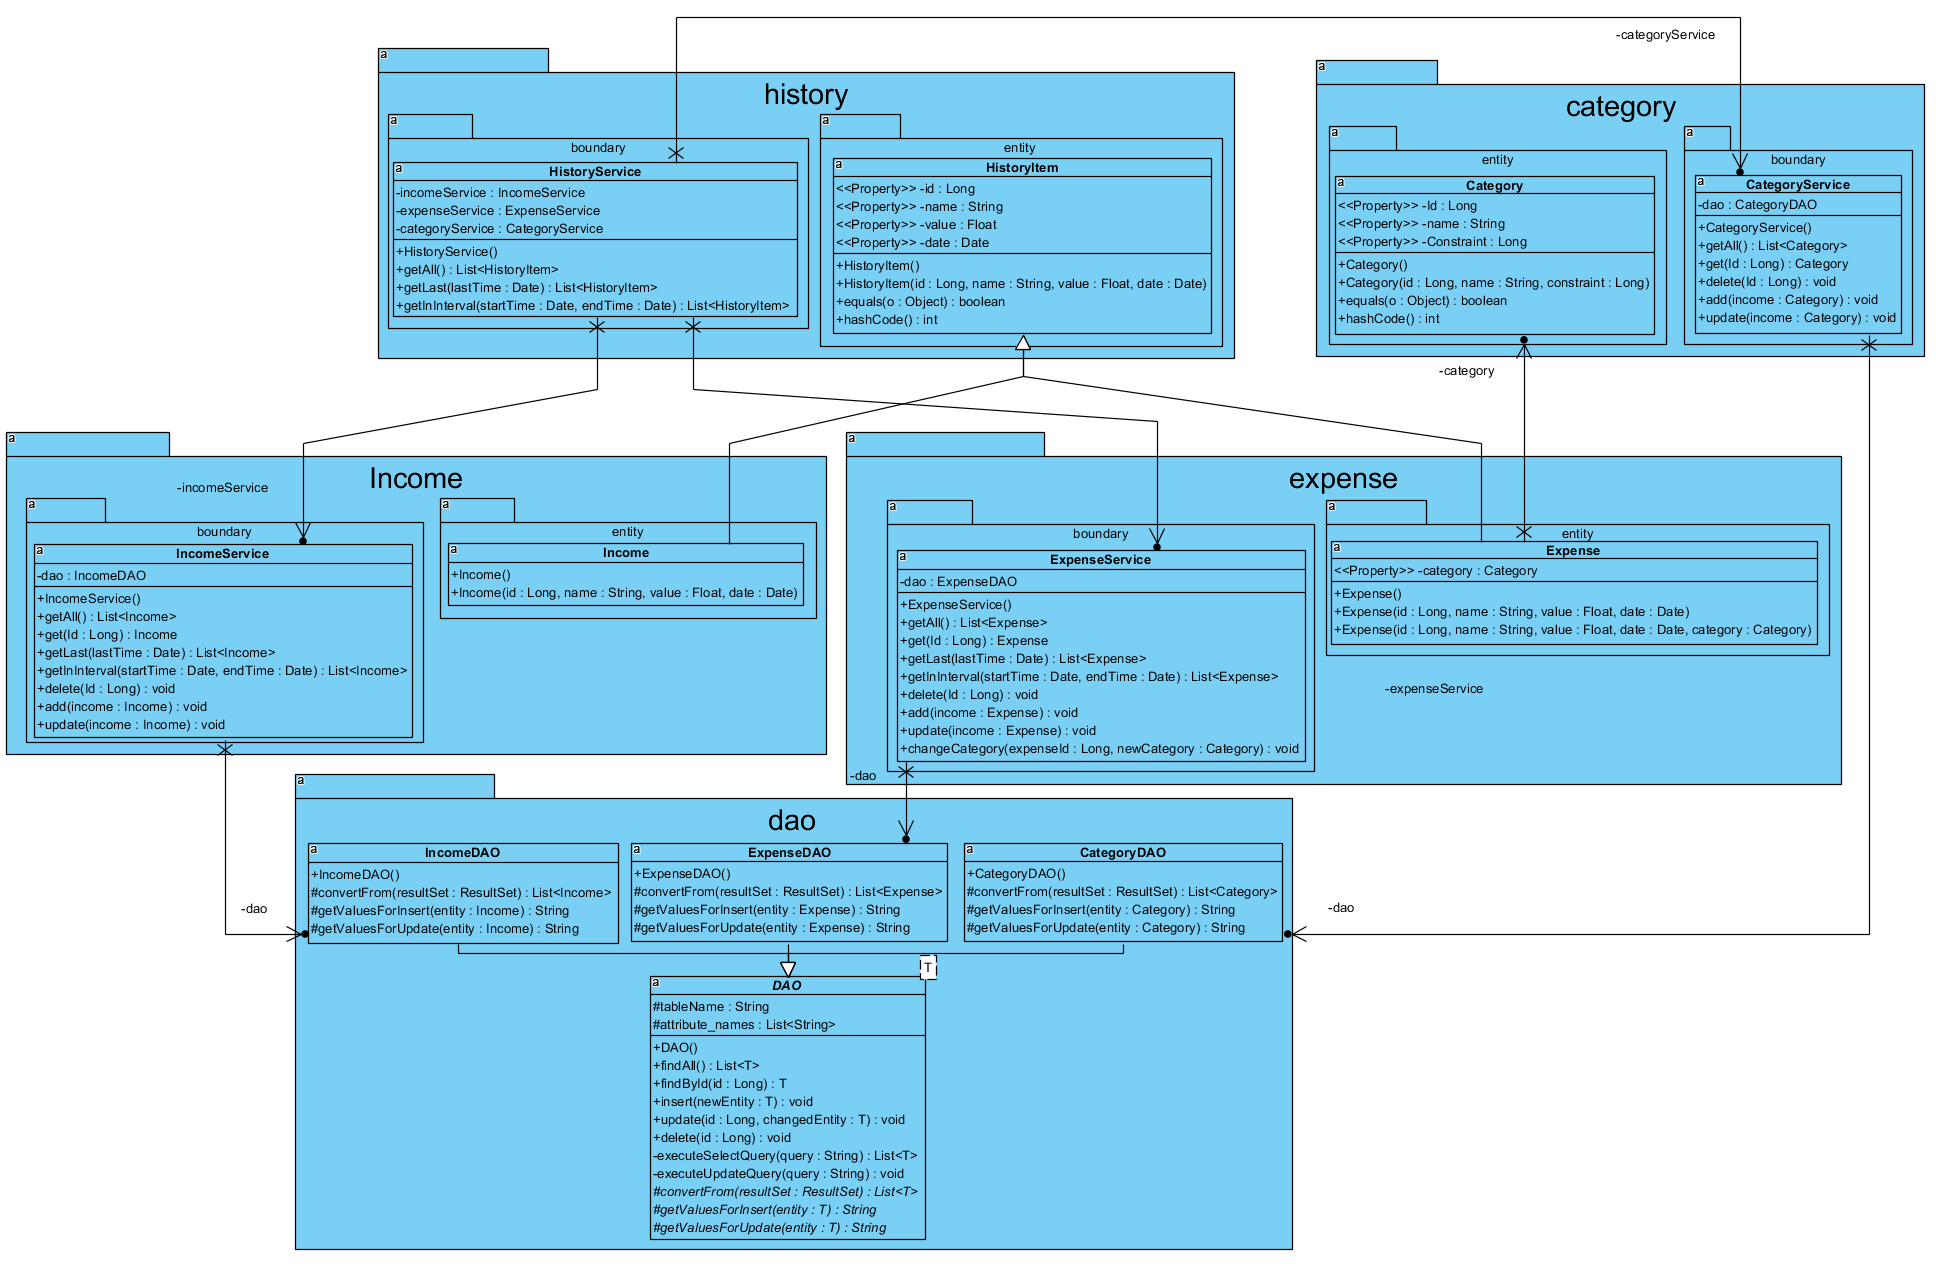 -categoryService
a
history
a
boundary
a
HistoryService
-incomeService : IncomeService
-expenseService : ExpenseService
-categoryService : CategoryService
+HistoryService()
+getAll() : List<HistoryItem>
+getLast(lastTime : Date) : List<HistoryItem>
+getInInterval(startTime : Date, endTime : Date) : List<HistoryItem>
a
entity
a
HistoryItem
<<Property>> -id : Long
<<Property>> -name : String
<<Property>> -value : Float
<<Property>> -date : Date
+HistoryItem()
+HistoryItem(id : Long, name : String, value : Float, date : Date)
+equals(o : Object) : boolean
+hashCode() : int
a
category
a
entity
a
Category
<<Property>> -Id : Long
<<Property>> -name : String
<<Property>> -Constraint : Long
+Category()
+Category(id : Long, name : String, constraint : Long)
+equals(o : Object) : boolean
+hashCode() : int
a
boundary
a
CategoryService
-dao : CategoryDAO
+CategoryService()
+getAll() : List<Category>
+get(Id : Long) : Category
+delete(Id : Long) : void
+add(income : Category) : void
+update(income : Category) : void
-category
a
Income
-incomeService
a
boundary
a
IncomeService
-dao : IncomeDAO
+IncomeService()
+getAll() : List<Income>
+get(Id : Long) : Income
+getLast(lastTime : Date) : List<Income>
+getInInterval(startTime : Date, endTime : Date) : List<Income>
+delete(Id : Long) : void
+add(income : Income) : void
+update(income : Income) : void
a
entity
a
Income
+Income()
+Income(id : Long, name : String, value : Float, date : Date)
a
expense
a
boundary
a
ExpenseService
-dao : ExpenseDAO
+ExpenseService()
+getAll() : List<Expense>
+get(Id : Long) : Expense
+getLast(lastTime : Date) : List<Expense>
+getInInterval(startTime : Date, endTime : Date) : List<Expense>
+delete(Id : Long) : void
+add(income : Expense) : void
+update(income : Expense) : void
+changeCategory(expenseId : Long, newCategory : Category) : void
a
entity
a
Expense
<<Property>> -category : Category
+Expense()
+Expense(id : Long, name : String, value : Float, date : Date)
+Expense(id : Long, name : String, value : Float, date : Date, category : Category)
-expenseService
-dao
a
dao
-dao
-dao
a
IncomeDAO
+IncomeDAO()
#convertFrom(resultSet : ResultSet) : List<Income>
#getValuesForInsert(entity : Income) : String
#getValuesForUpdate(entity : Income) : String
a
ExpenseDAO
+ExpenseDAO()
#convertFrom(resultSet : ResultSet) : List<Expense>
#getValuesForInsert(entity : Expense) : String
#getValuesForUpdate(entity : Expense) : String
a
CategoryDAO
+CategoryDAO()
#convertFrom(resultSet : ResultSet) : List<Category>
#getValuesForInsert(entity : Category) : String
#getValuesForUpdate(entity : Category) : String
T
a
DAO
#tableName : String
#attribute_names : List<String>
+DAO()
+findAll() : List<T>
+findById(id : Long) : T
+insert(newEntity : T) : void
+update(id : Long, changedEntity : T) : void
+delete(id : Long) : void
-executeSelectQuery(query : String) : List<T>
-executeUpdateQuery(query : String) : void
#convertFrom(resultSet : ResultSet) : List<T>
#getValuesForInsert(entity : T) : String
#getValuesForUpdate(entity : T) : String